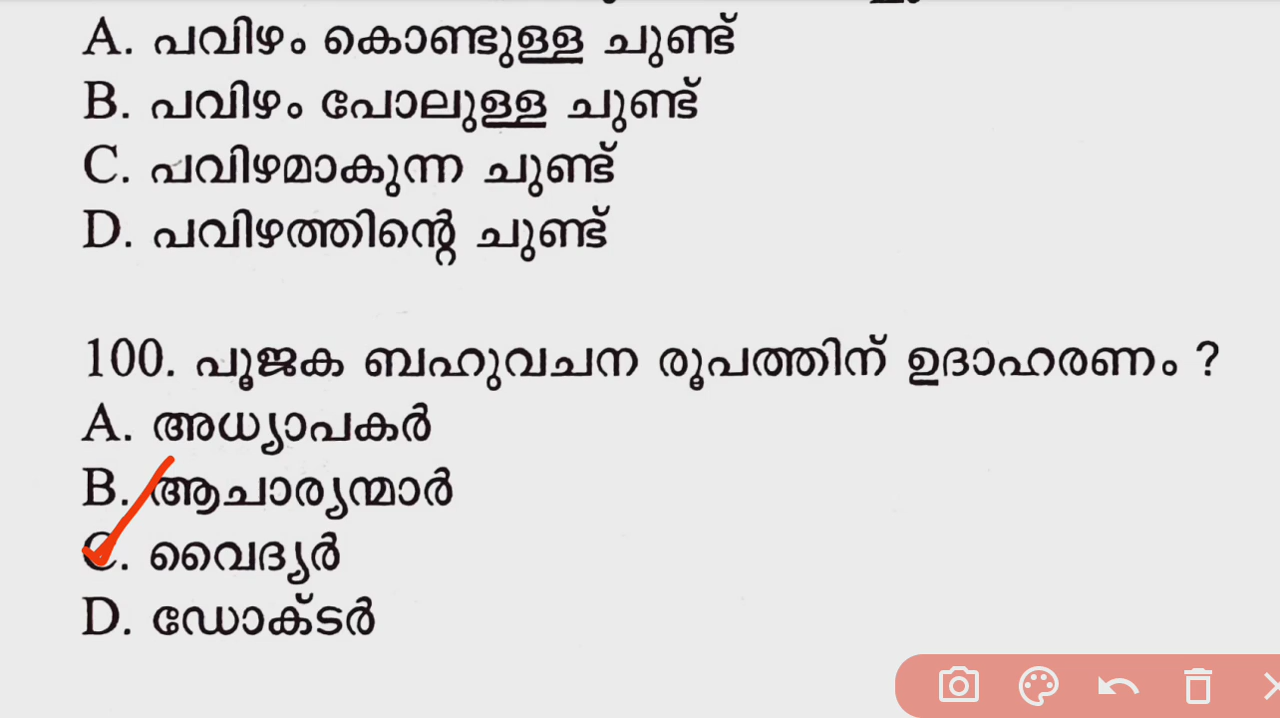 A. പവിഴം കൊണ്ടുള്ള ചുണ്ട്
B. പവിഴം പോലുള്ള ചുണ്ട്
C. പവിഴമാകുന്ന ചുണ്ട്
D. പവിഴത്തിന്റെ ചുണ്ട്
100. പൂജക ബഹുവചന രൂപത്തിന് ഉദാഹരണം ?
A. അധ്യാപകർ
B. ആചാര്യന്മാർ
C. വൈദ്യർ
D. ഡോക്ടർ